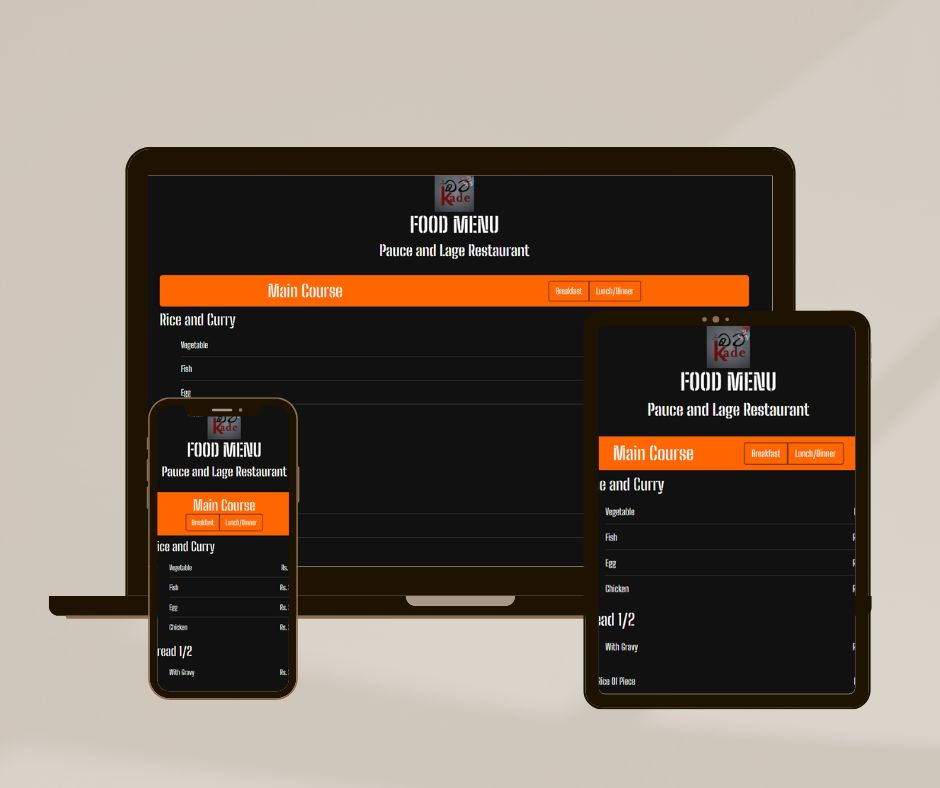 මට
Kade
FOOD MENU
Pauce and Lage Restaurant
Main Course
Breakfast
Lunch/Dinner
Rice and Curry
Vegetable
Fish
Egg
Kade
FOOD MENU
Pauce and Lage Restaurant
Main Course
Breakfast
Lunch/Dinner
ice and Curry
Vegetable
Rs.
Fish
Rs.
Egg
Rs.
Chicken
Rs.
read 1/2
With Gravy
Rs.
මට
Kade
FOOD MENU
Pauce and Lage Restaurant
Main Course
Breakfast
Lunch/Dinner
e and Curry
Vegetable
Fish
Egg
Chicken
ead 1/2
With Gravy
Rice Of Piece